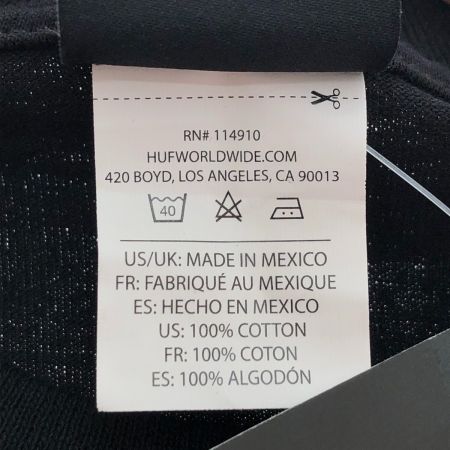 RN# 114910
HUFWORLDWIDE.COM
420 BOYD, LOS ANGELES, CA 90013
40
US/UK: MADE IN MEXICO
FR: FABRIQUÉ AU MEXIQUE
ES: HECHO EN MEXICO
US: 100% COTTON
FR: 100% COTON
ES: 100% ALGODÓN